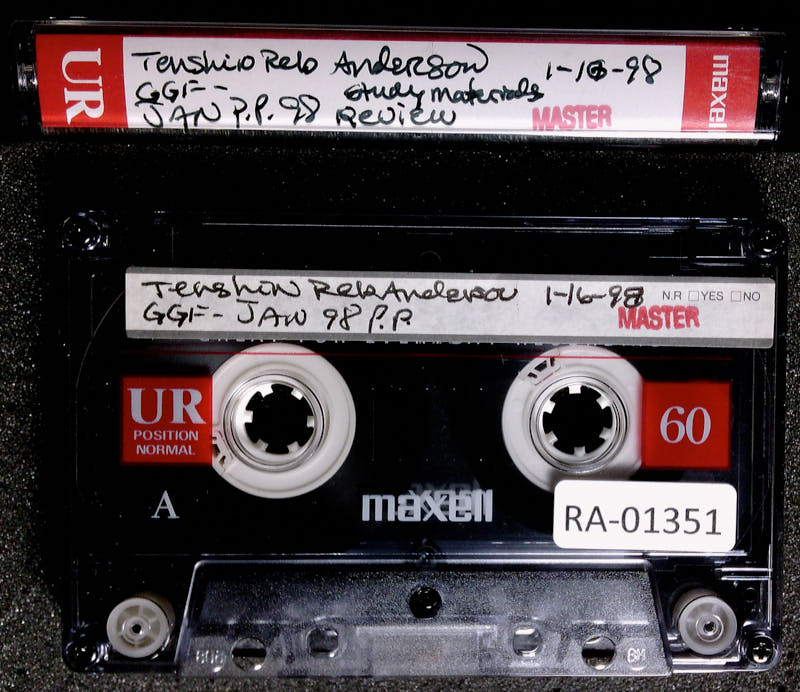 UR
Tenshin Reb Anderson 1-16-98
GGF- Study materials
JAN P.P. 98 Review
MASTER
maxell
Tenshin Reb Anderson 1-16-98
N.R □YES □NO
GGF- JAN 98 P.P.
MASTER
UR
POSITION
NORMAL
60
A
maxell
RA-01351